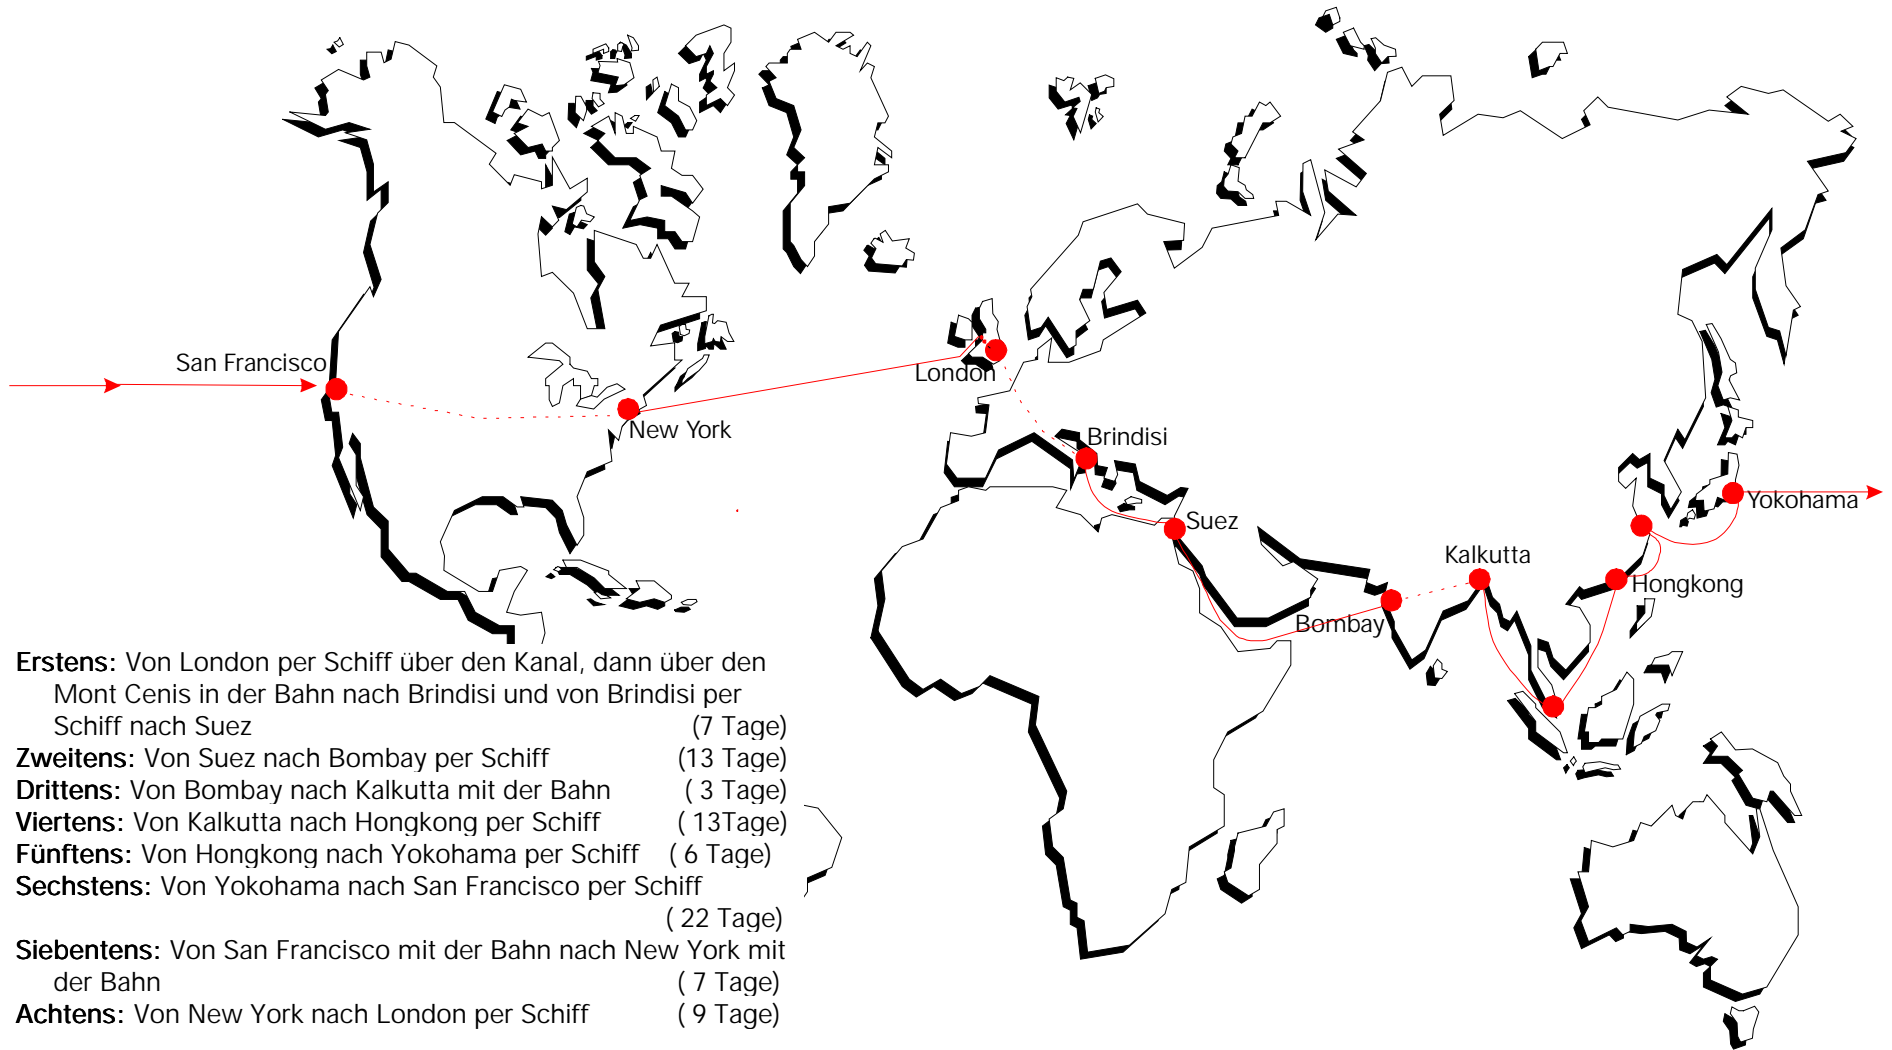 San Francisco
New York
London
Brindisi
Suez
Yokohama
Kalkutta
Hongkong
Bombay
Erstens: Von London per Schiff über den Kanal, dann über den
Mont Cenis in der Bahn nach Brindisi und von Brindisi per
Schiff nach Suez (7 Tage)
Zweitens: Von Suez nach Bombay per Schiff (13 Tage)
Drittens: Von Bombay nach Kalkutta mit der Bahn ( 3 Tage)
Viertens: Von Kalkutta nach Hongkong per Schiff ( 13Tage)
Fünftens: Von Hongkong nach Yokohama per Schiff ( 6 Tage)
Sechstens: Von Yokohama nach San Francisco per Schiff
( 22 Tage)
Siebentens: Von San Francisco mit der Bahn nach New York mit
der Bahn ( 7 Tage)
Achtens: Von New York nach London per Schiff ( 9 Tage)